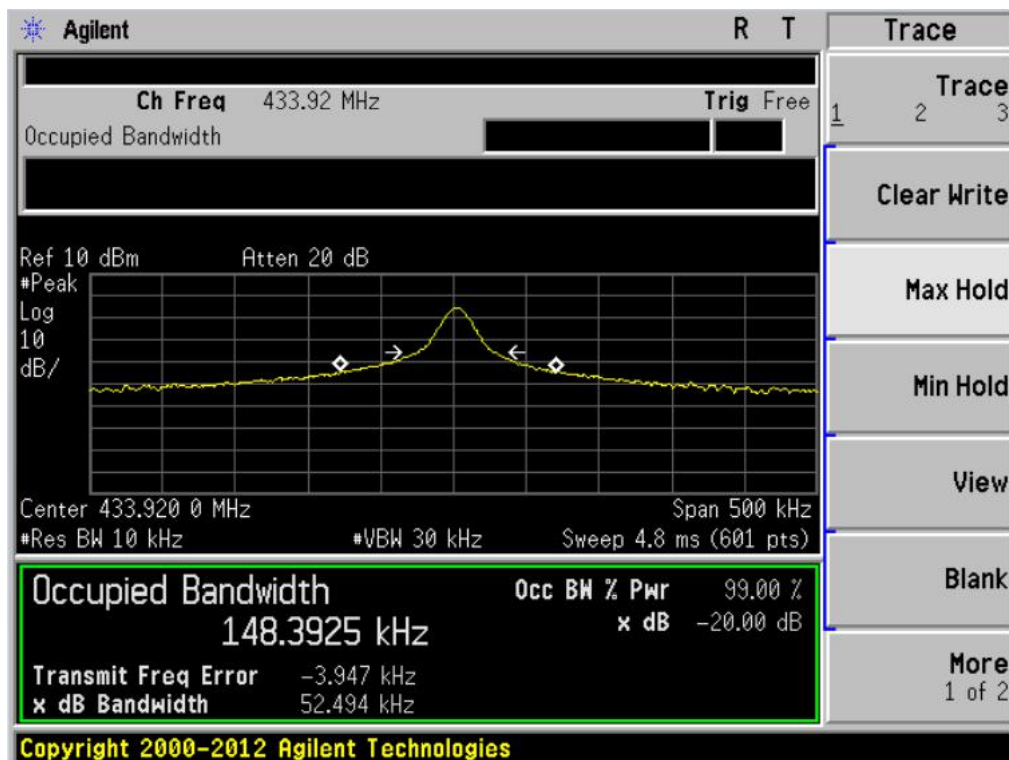 Agilent R T Trace
Ch Freq 433.92 MHz Trig Free
Occupied Bandwidth
Trace
1 2 3
Clear Write
Max Hold
Min Hold
View
Blank
More
1 of 2
Ref 10 dBm Atten 20 dB
#Peak
Log
10
dB/
Center 433.920 0 MHz Span 500 kHz
#Res BW 10 kHz #VBW 30 kHz Sweep 4.8 ms (601 pts)
Occupied Bandwidth Occ BW % Pwr 99.00 %
148.3925 kHz x dB -20.00 dB
Transmit Freq Error -3.947 kHz
x dB Bandwidth 52.494 kHz
Copyright 2000-2012 Agilent Technologies